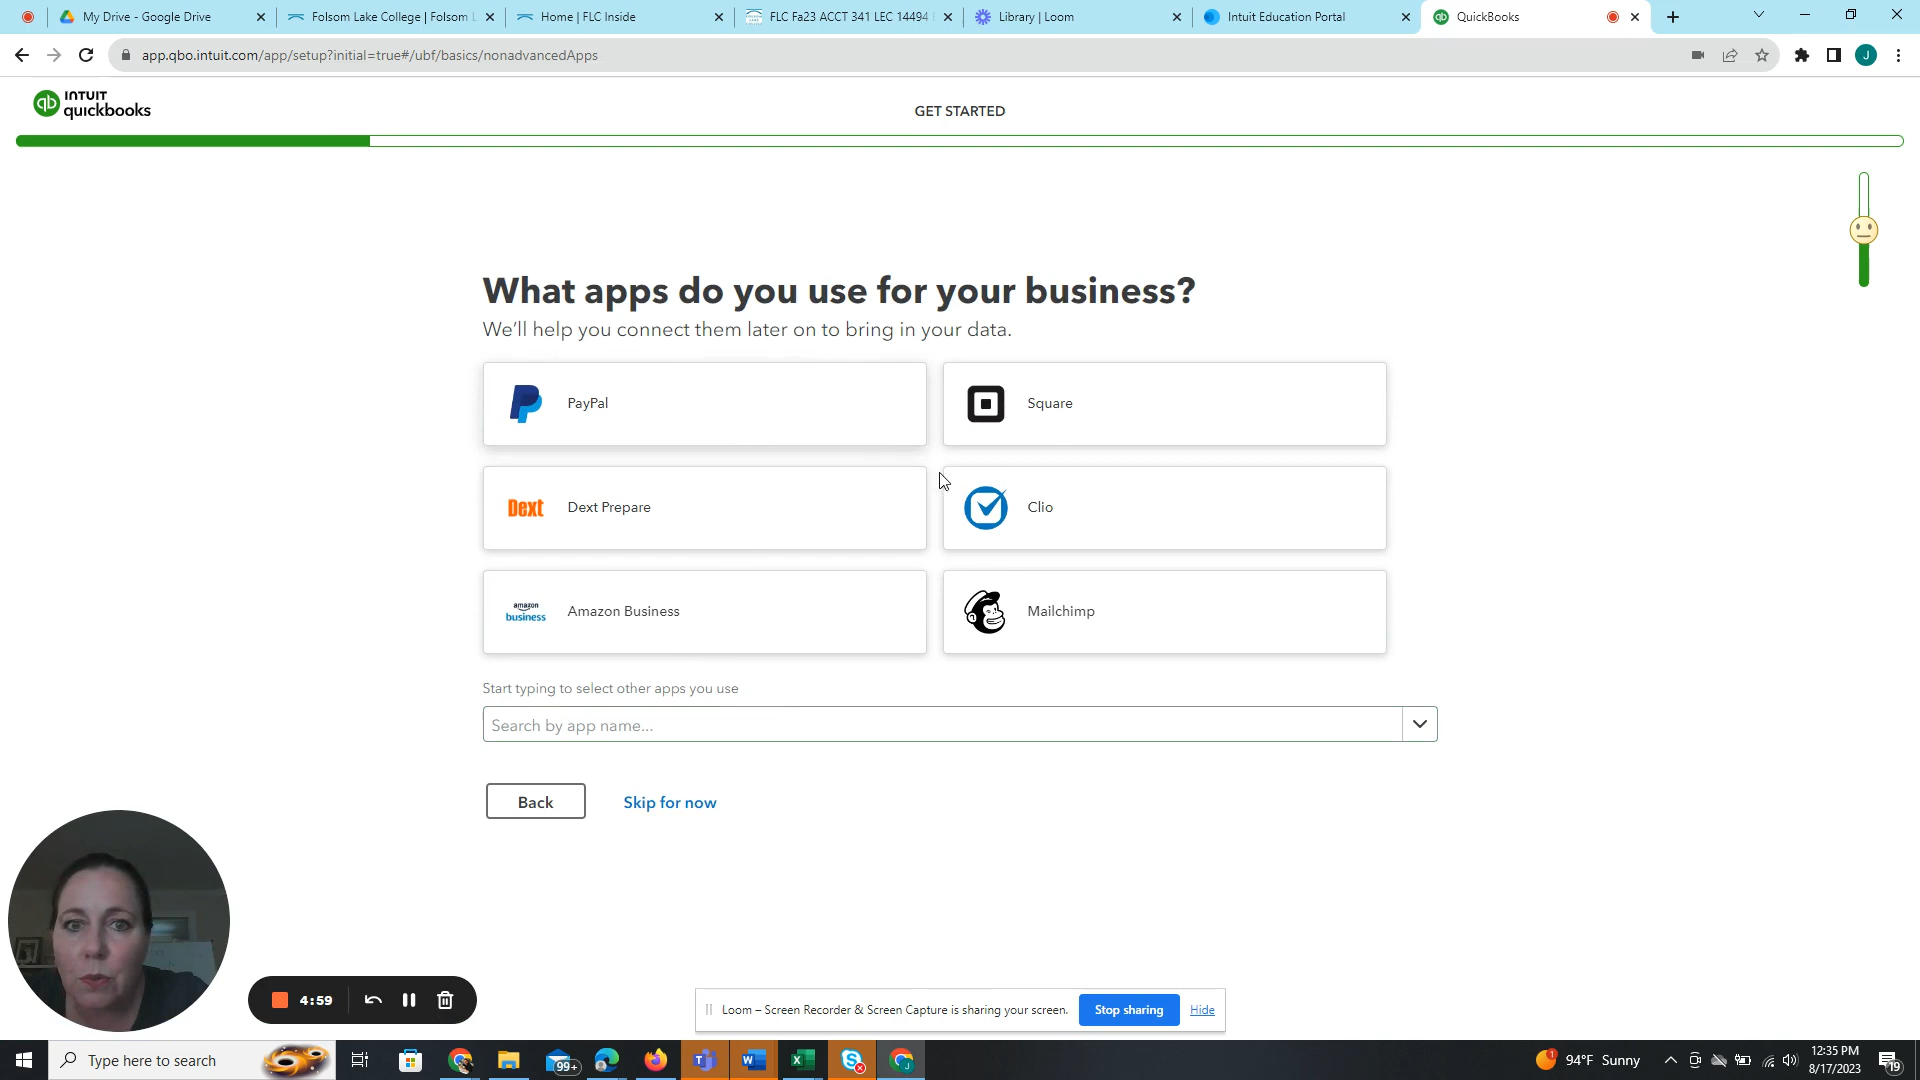 My Drive - Google Drive
Folsom Lake College | Folsom L
Home | FLC Inside
FLC Fa23 ACCT 341 LEC 14494
Library | Loom
Intuit Education Portal
QuickBooks
app.qbo.intuit.com/app/setup?initial=true#/ubf/basics/nonadvancedApps
J
qb INTUIT quickbooks
GET STARTED
What apps do you use for your business?
We'll help you connect them later on to bring in your data.
PayPal
Square
Dext Dext Prepare
Clio
amazon business Amazon Business
Mailchimp
Start typing to select other apps you use
Search by app name...
Back
Skip for now
4:59
Loom – Screen Recorder & Screen Capture is sharing your screen.
Stop sharing
Hide
Type here to search
99+
94°F Sunny
12:35 PM
8/17/2023
19